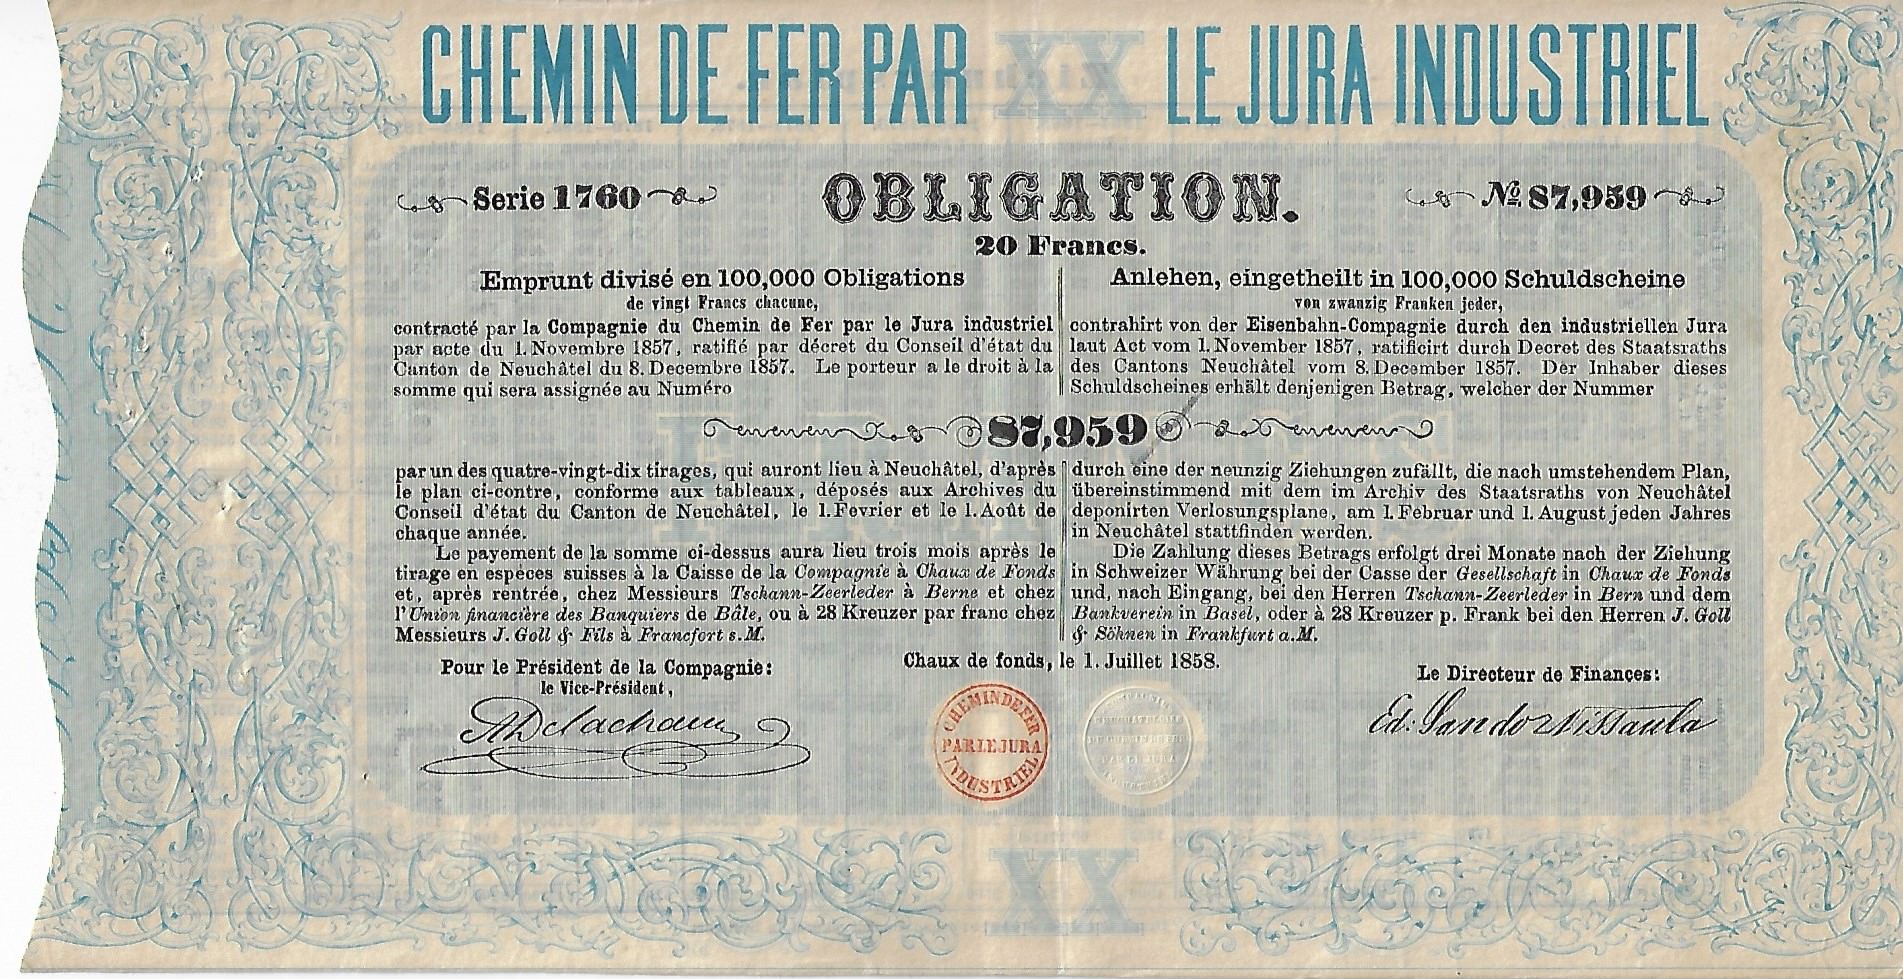 CHEMIN DE FER PAR XX LE JURA INDUSTRIEL
Serie 1760
OBLIGATION.
No. 87,959
20 Francs.
Emprunt divisé en 100,000 Obligations
de vingt Francs chacune,
contracté par la Compagnie du Chemin de Fer par le Jura industriel
par acte du 1. Novembre 1857, ratifié par décret du Conseil d'état du
Canton de Neuchâtel du 8. Decembre 1857. Le porteur a le droit à la
somme qui sera assignée au Numéro
Anlehen, eingetheilt in 100,000 Schuldscheine
von zwanzig Franken jeder,
contrahirt von der Eisenbahn-Compagnie durch den industriellen Jura
laut Act vom 1. November 1857, ratificirt durch Decret des Staatsraths
des Cantons Neuchâtel vom 8. December 1857. Der Inhaber dieses
Schuldscheines erhält denjenigen Betrag, welcher der Nummer
87,959
par un des quatre-vingt-dix tirages, qui auront lieu à Neuchâtel, d'après
le plan ci-contre, conforme aux tableaux, déposés aux Archives du
Conseil d'état du Canton de Neuchâtel, le 1. Fevrier et le 1. Août de
chaque année.
Le payement de la somme ci-dessus aura lieu trois mois après le
tirage en espèces suisses à la Caisse de la Compagnie à Chaux de Fonds
et, après rentrée, chez Messieurs Tschann-Zeerleder à Berne et chez
l'Union financière des Banquiers de Bâle, ou à 28 Kreuzer par franc chez
Messieurs J. Goll & Fils à Francfort s. M.
durch eine der neunzig Ziehungen zufällt, die nach umstehendem Plan,
übereinstimmend mit dem im Archiv des Staatsraths von Neuchâtel
deponirten Verloosungsplane, am 1. Februar und 1. August jeden Jahres
in Neuchâtel stattfinden werden.
Die Zahlung dieses Betrags erfolgt drei Monate nach der Ziehung
in Schweizer Währung bei der Casse der Gesellschaft in Chaux de Fonds
und, nach Eingang, bei den Herren Tschann-Zeerleder in Bern und dem
Bankverein in Basel, oder à 28 Kreuzer p. Frank bei den Herren J. Goll
& Söhnen in Frankfurt a. M.
Chaux de fonds, le 1. Juillet 1858.
Pour le Président de la Compagnie:
le Vice-Président,
Le Directeur de Finances:
CHEMIN DE FER
PAR LE JURA
INDUSTRIEL
XX